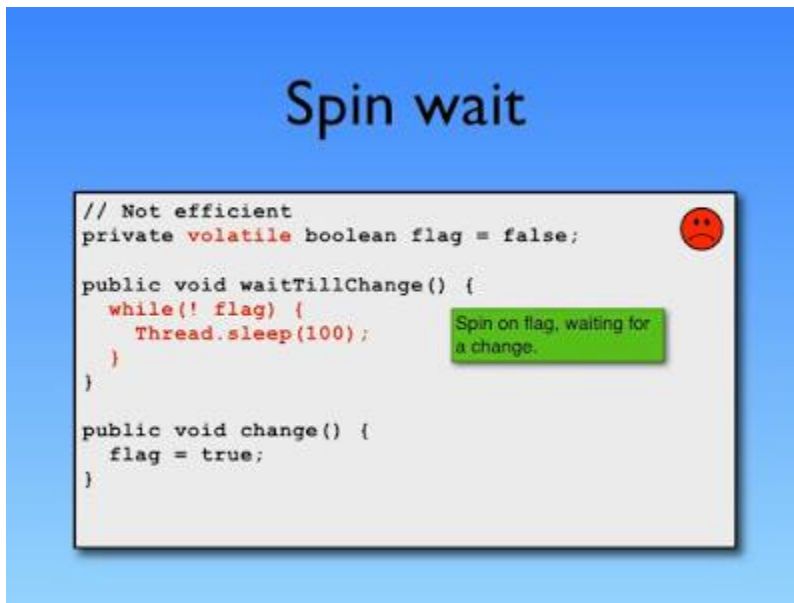 Spin wait
// Not efficient
private volatile boolean flag = false;
public void waitTillChange() {
while(! flag) {
Thread.sleep(100);
}
}
Spin on flag, waiting for
a change.
public void change() {
flag = true;
}